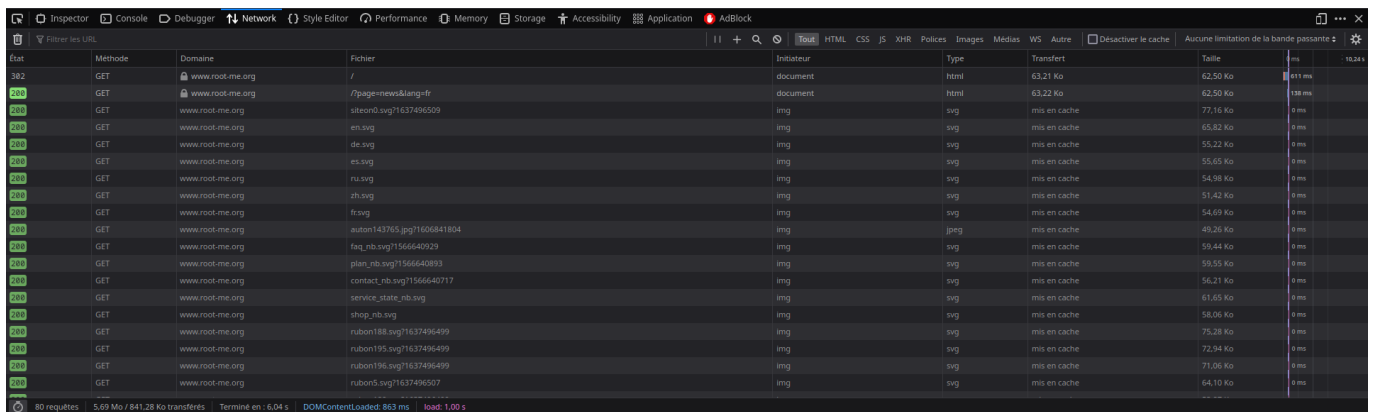 Inspector Console Debugger Network Style Editor Performance Memory Storage Accessibility Application AdBlock
Filtrer les URL Tout HTML CSS JS XHR Polices Images Médias WS Autre Désactiver le cache Aucune limitation de la bande passante
État Méthode Domaine Fichier Initiateur Type Transfert Taille 0 ms 10,24 s
302 GET www.root-me.org / document html 63,21 Ko 62,50 Ko 611 ms
200 GET www.root-me.org /?page=news&lang=fr document html 63,22 Ko 62,50 Ko 138 ms
200 GET www.root-me.org siteon0.svg?1637496509 img svg mis en cache 77,16 Ko 0 ms
200 GET www.root-me.org en.svg img svg mis en cache 65,82 Ko 0 ms
200 GET www.root-me.org de.svg img svg mis en cache 55,22 Ko 0 ms
200 GET www.root-me.org es.svg img svg mis en cache 55,65 Ko 0 ms
200 GET www.root-me.org ru.svg img svg mis en cache 54,98 Ko 0 ms
200 GET www.root-me.org zh.svg img svg mis en cache 51,42 Ko 0 ms
200 GET www.root-me.org fr.svg img svg mis en cache 54,69 Ko 0 ms
200 GET www.root-me.org auton143765.jpg?1606841804 img jpeg mis en cache 49,26 Ko 0 ms
200 GET www.root-me.org faq_nb.svg?1566640929 img svg mis en cache 59,44 Ko 0 ms
200 GET www.root-me.org plan_nb.svg?1566640893 img svg mis en cache 59,55 Ko 0 ms
200 GET www.root-me.org contact_nb.svg?1566640717 img svg mis en cache 56,21 Ko 0 ms
200 GET www.root-me.org service_state_nb.svg img svg mis en cache 61,65 Ko 0 ms
200 GET www.root-me.org shop_nb.svg img svg mis en cache 58,06 Ko 0 ms
200 GET www.root-me.org rubon188.svg?1637496499 img svg mis en cache 75,28 Ko 0 ms
200 GET www.root-me.org rubon195.svg?1637496499 img svg mis en cache 72,94 Ko 0 ms
200 GET www.root-me.org rubon196.svg?1637496499 img svg mis en cache 71,06 Ko 0 ms
200 GET www.root-me.org rubon5.svg?1637496507 img svg mis en cache 64,10 Ko 0 ms
80 requêtes 5,69 Mo / 841,28 Ko transférés Terminé en : 6,04 s DOMContentLoaded: 863 ms load: 1,00 s